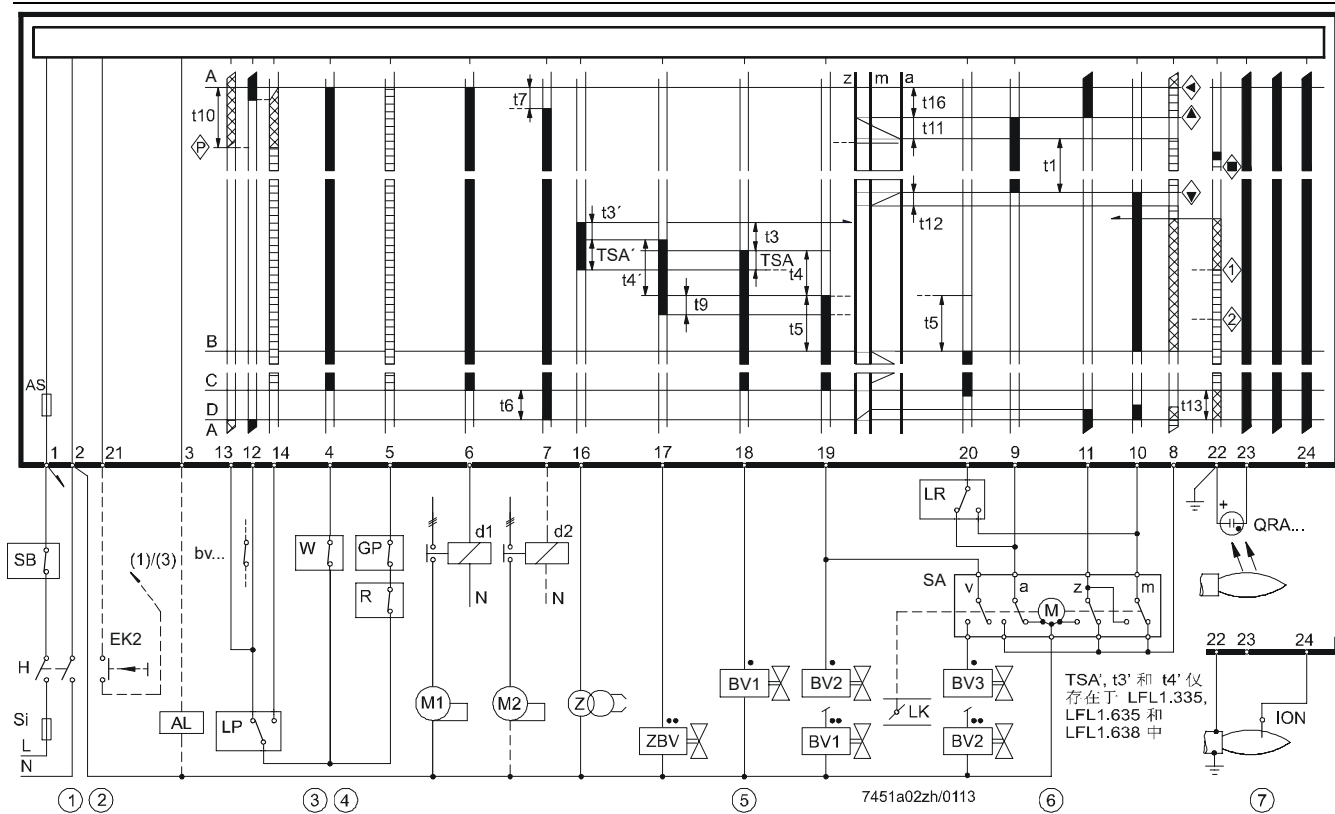 A z m a
t7 t16
t10 t11
P
t1
t12
t3´ t3
TSA´ TSA
t4´ t4
1
t9
2
t5 t5
B
AS C
t6 t13
D
A
1 2 21 3 13 12 14 4 5 6 7 16 17 18 19 20 9 11 10 8 22 23 24
LR
+
QRA...
d1 d2
SB bv... (1)/(3) W GP
SA v a z m
R N N
M
EK2
22 23 24
H
BV1 BV2 BV3
TSA', t3' 和 t4' 仅
存在于 LFL1.335,
LFL1.635 和
LFL1.638 中
M1 M2 Z
LK
ION
Si AL LP
ZBV BV1 BV2
L
N
7451a02zh/0113
1 2 3 4 5 6 7